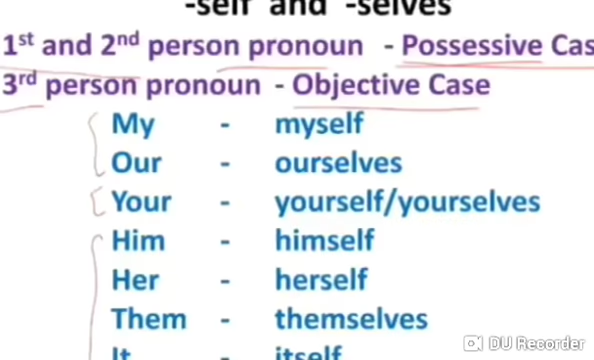 -self and -selves
1st and 2nd person pronoun - Possessive Cas
3rd person pronoun - Objective Case
My - myself
Our - ourselves
Your - yourself/yourselves
Him - himself
Her - herself
Them - themselves
It - itself
DU Recorder